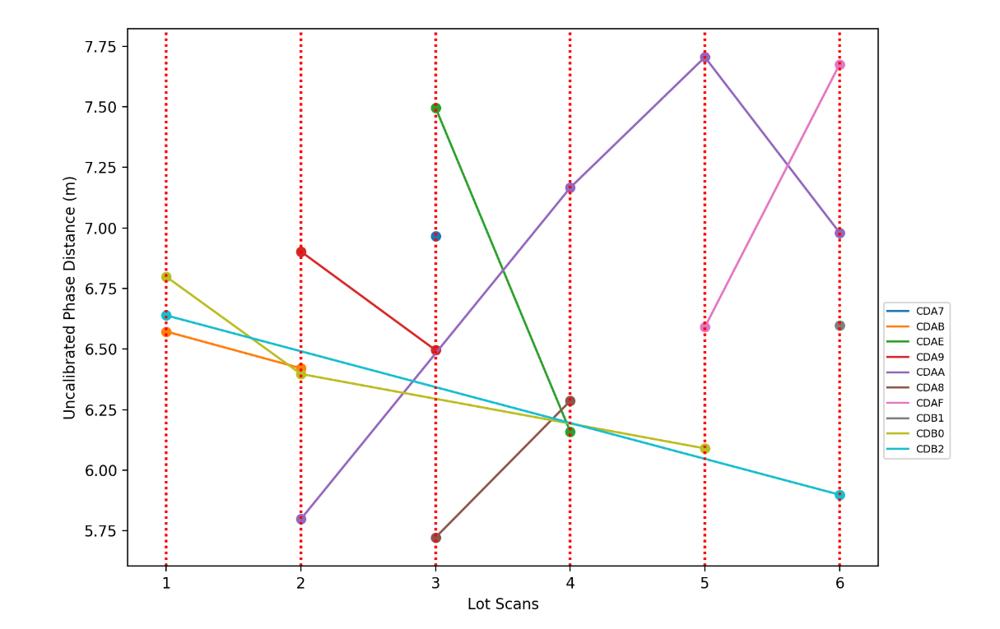 7.75
7.50
7.25
7.00
6.75
6.50
6.25
6.00
5.75
Uncalibrated Phase Distance (m)
1 2 3 4 5 6
Lot Scans
CDA7
CDAB
CDAE
CDA9
CDAA
CDA8
CDAF
CDB1
CDB0
CDB2